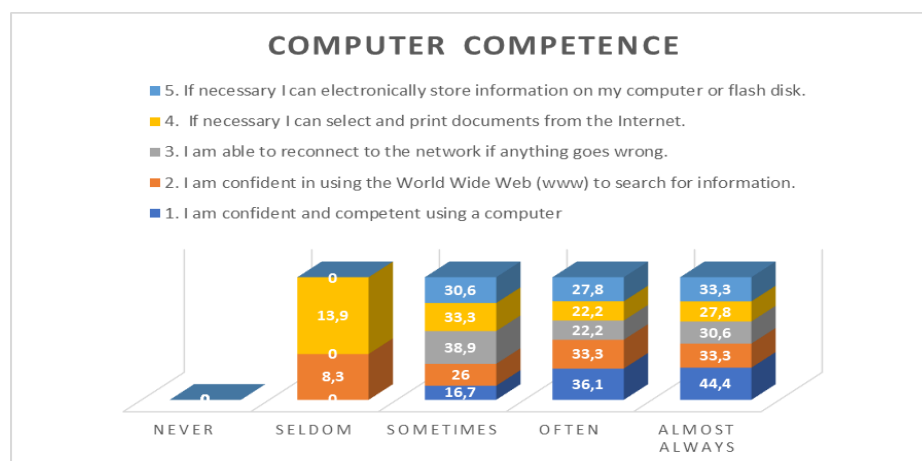 COMPUTER COMPETENCE
5. If necessary I can electronically store information on my computer or flash disk.
4. If necessary I can select and print documents from the Internet.
3. I am able to reconnect to the network if anything goes wrong.
2. I am confident in using the World Wide Web (www) to search for information.
1. I am confident and competent using a computer
0
30,6
27,8
33,3
13,9
33,3
22,2
27,8
0
38,9
22,2
30,6
8,3
26
33,3
33,3
0
0
16,7
36,1
44,4
NEVER
SELDOM
SOMETIMES
OFTEN
ALMOST ALWAYS